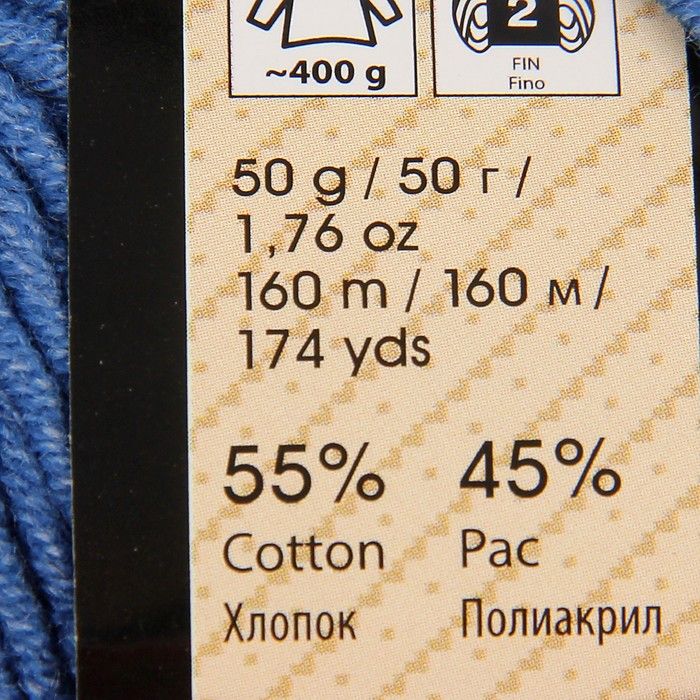 ~400 g
2
FIN
Fino
50 g / 50 г /
1,76 oz
160 m / 160 м /
174 yds
55% 45%
Cotton Pac
Хлопок Полиакрил